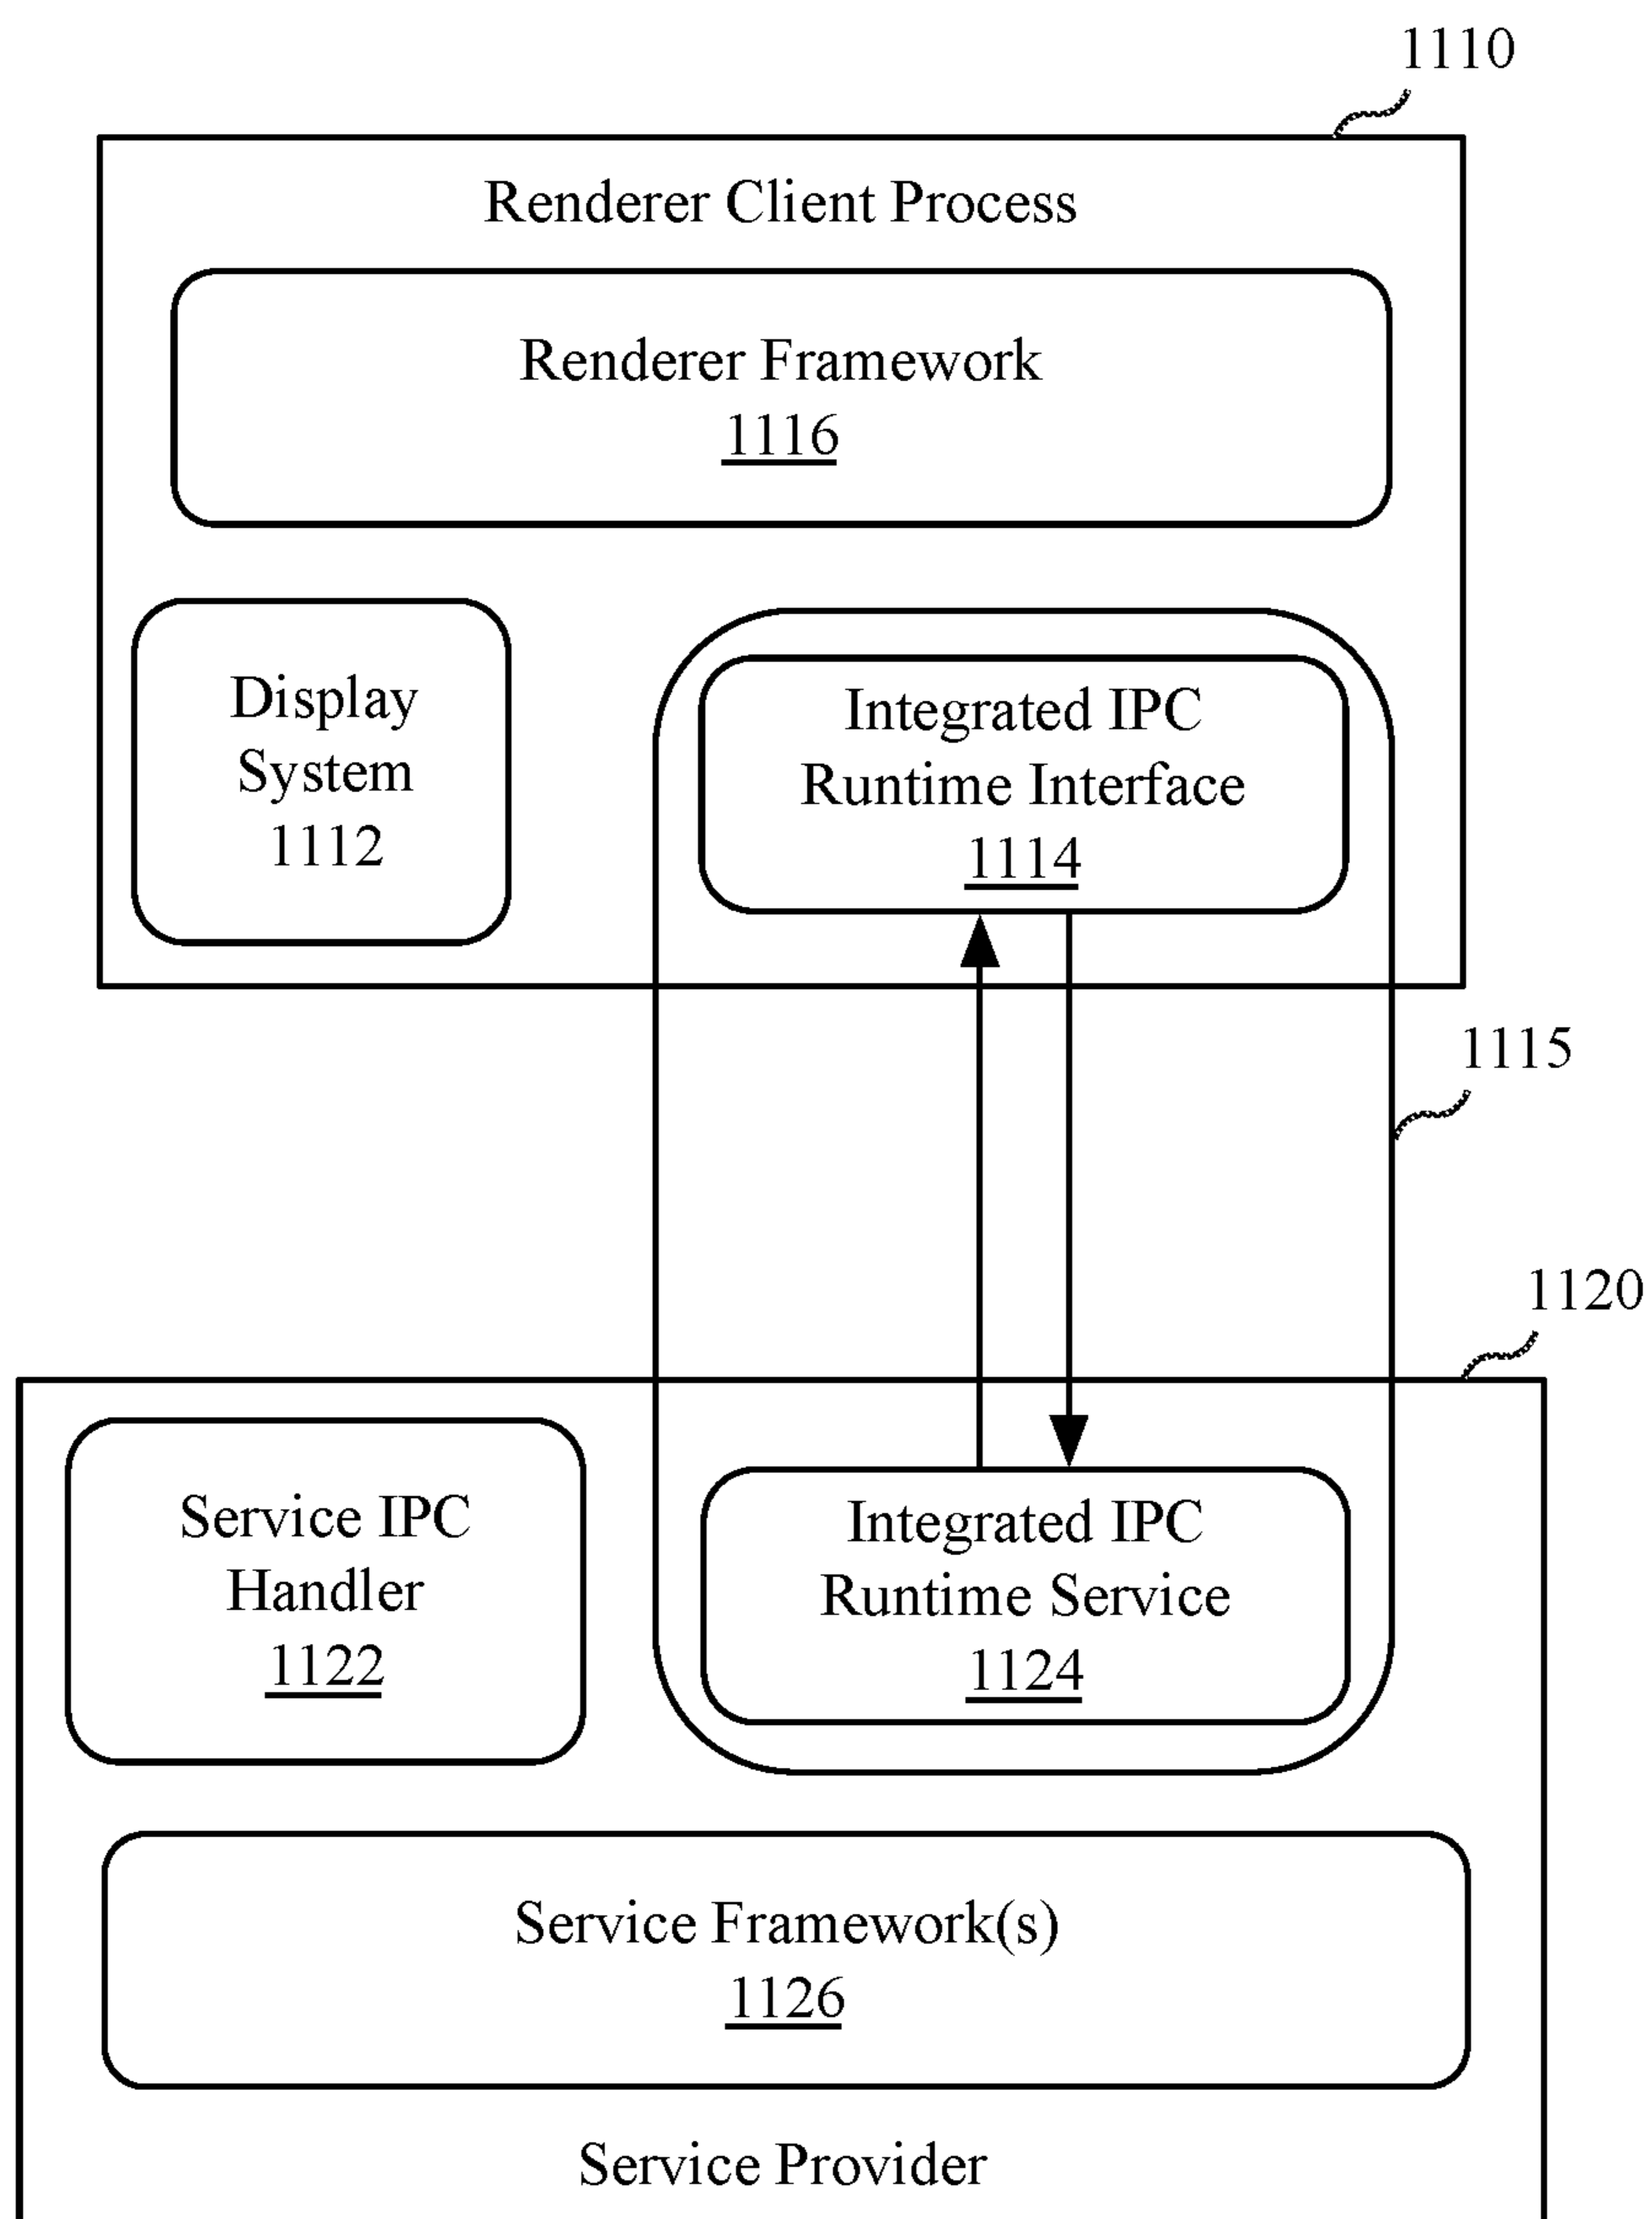 1110
Renderer Client Process
Renderer Framework
1116
Display
System
1112
Integrated IPC
Runtime Interface
1114
1115
1120
Service IPC
Handler
1122
Integrated IPC
Runtime Service
1124
Service Framework(s)
1126
Service Provider